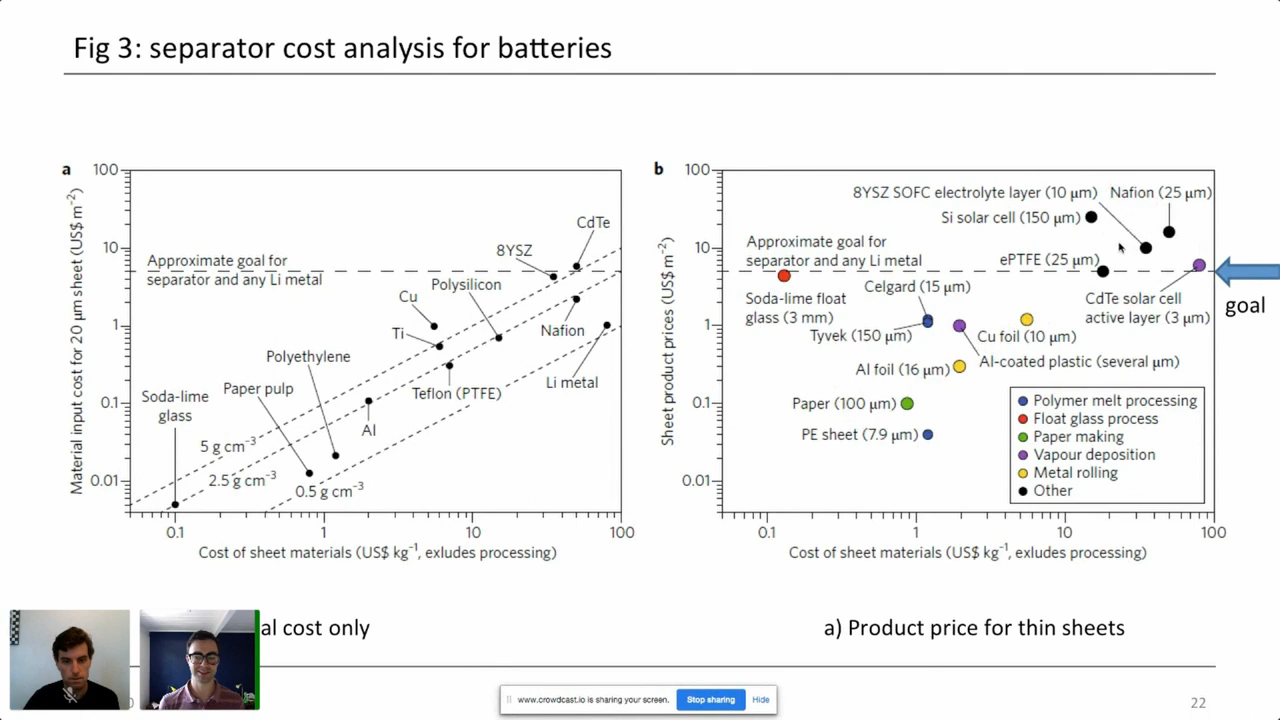 Fig 3: separator cost analysis for batteries
a
Material input cost for 20 μm sheet (US$ m⁻²)
100
10
1
0.1
0.01
Approximate goal for
separator and any Li metal
CdTe
8YSZ
Polysilicon
Cu
Ti
Nafion
Polyethylene
Li metal
Paper pulp
Teflon (PTFE)
Soda-lime
glass
Al
5 g cm⁻³
2.5 g cm⁻³
0.5 g cm⁻³
0.1
1
10
100
Cost of sheet materials (US$ kg⁻¹, exludes processing)
b
Sheet product prices (US$ m⁻²)
100
10
1
0.1
0.01
8YSZ SOFC electrolyte layer (10 μm)
Nafion (25 μm)
Si solar cell (150 μm)
Approximate goal for
separator and any Li metal
ePTFE (25 μm)
Celgard (15 μm)
Soda-lime float
glass (3 mm)
CdTe solar cell
active layer (3 μm)
Tyvek (150 μm)
Cu foil (10 μm)
Al-coated plastic (several μm)
Al foil (16 μm)
Paper (100 μm)
PE sheet (7.9 μm)
Polymer melt processing
Float glass process
Paper making
Vapour deposition
Metal rolling
Other
0.1
1
10
100
Cost of sheet materials (US$ kg⁻¹, exludes processing)
goal
al cost only
a) Product price for thin sheets
www.crowdcast.io is sharing your screen.
Stop sharing
Hide
22